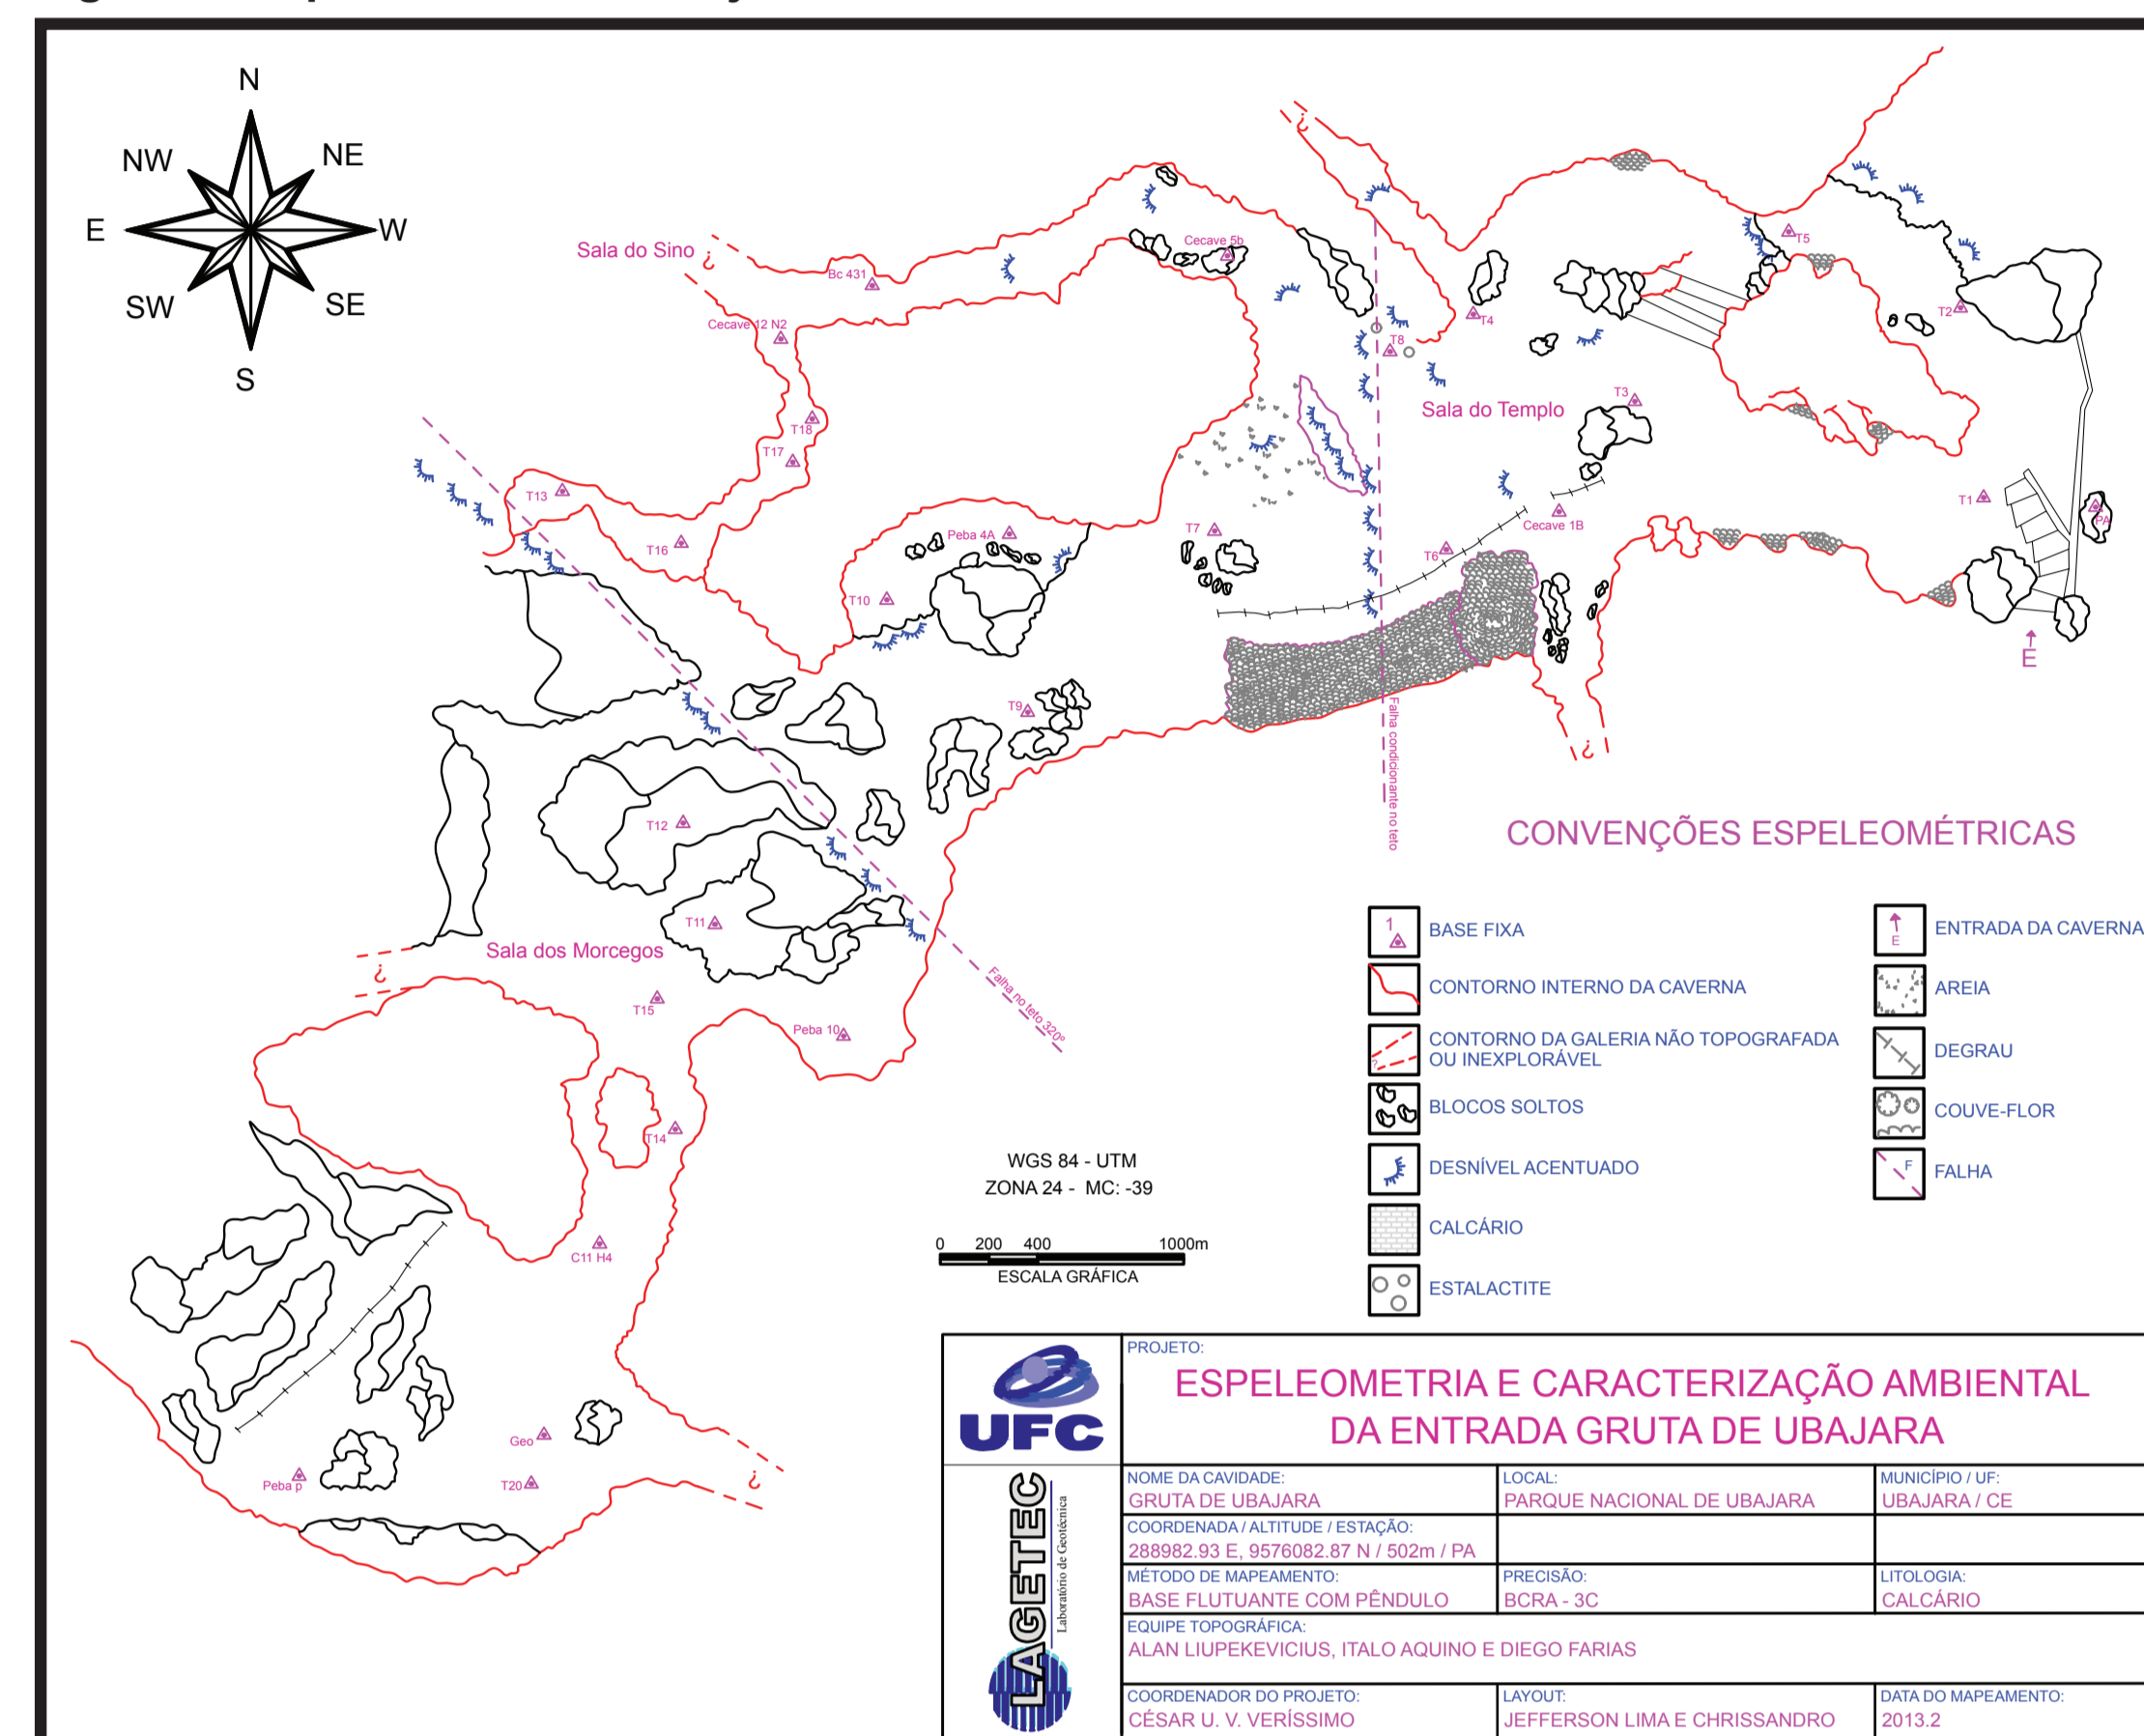 N
NW
NE
E
W
SW
SE
S
Sala do Sino
Bc 431
Cecave 5b
Cecave 12 N2
T18
T17
T13
T16
Peba 4A
T10
T7
T8
T4
T5
T2
T3
Sala do Templo
T1
PA
Cecave 1B
T6
E
T9
Falha condicionante no teto
T12
T11
Sala dos Morcegos
T15
Peba 10
Falha no teto 320º
T14
C11 H4
Geo
T20
Peba p
WGS 84 - UTM
ZONA 24 - MC: -39
0 200 400 1000m
ESCALA GRÁFICA
CONVENÇÕES ESPELEOMÉTRICAS
1
BASE FIXA
CONTORNO INTERNO DA CAVERNA
CONTORNO DA GALERIA NÃO TOPOGRAFADA
OU INEXPLORÁVEL
BLOCOS SOLTOS
DESNÍVEL ACENTUADO
CALCÁRIO
ESTALACTITE
E
ENTRADA DA CAVERNA
AREIA
DEGRAU
COUVE-FLOR
F
FALHA
UFC
LAGETEC
Laboratório de Geotécnica
PROJETO:
ESPELEOMETRIA E CARACTERIZAÇÃO AMBIENTAL
DA ENTRADA GRUTA DE UBAJARA
NOME DA CAVIDADE:
GRUTA DE UBAJARA
LOCAL:
PARQUE NACIONAL DE UBAJARA
MUNICÍPIO / UF:
UBAJARA / CE
COORDENADA / ALTITUDE / ESTAÇÃO:
288982.93 E, 9576082.87 N / 502m / PA
MÉTODO DE MAPEAMENTO:
BASE FLUTUANTE COM PÊNDULO
PRECISÃO:
BCRA - 3C
LITOLOGIA:
CALCÁRIO
EQUIPE TOPOGRÁFICA:
ALAN LIUPEKEVICIUS, ITALO AQUINO E DIEGO FARIAS
COORDENADOR DO PROJETO:
CÉSAR U. V. VERÍSSIMO
LAYOUT:
JEFFERSON LIMA E CHRISSANDRO
DATA DO MAPEAMENTO:
2013.2